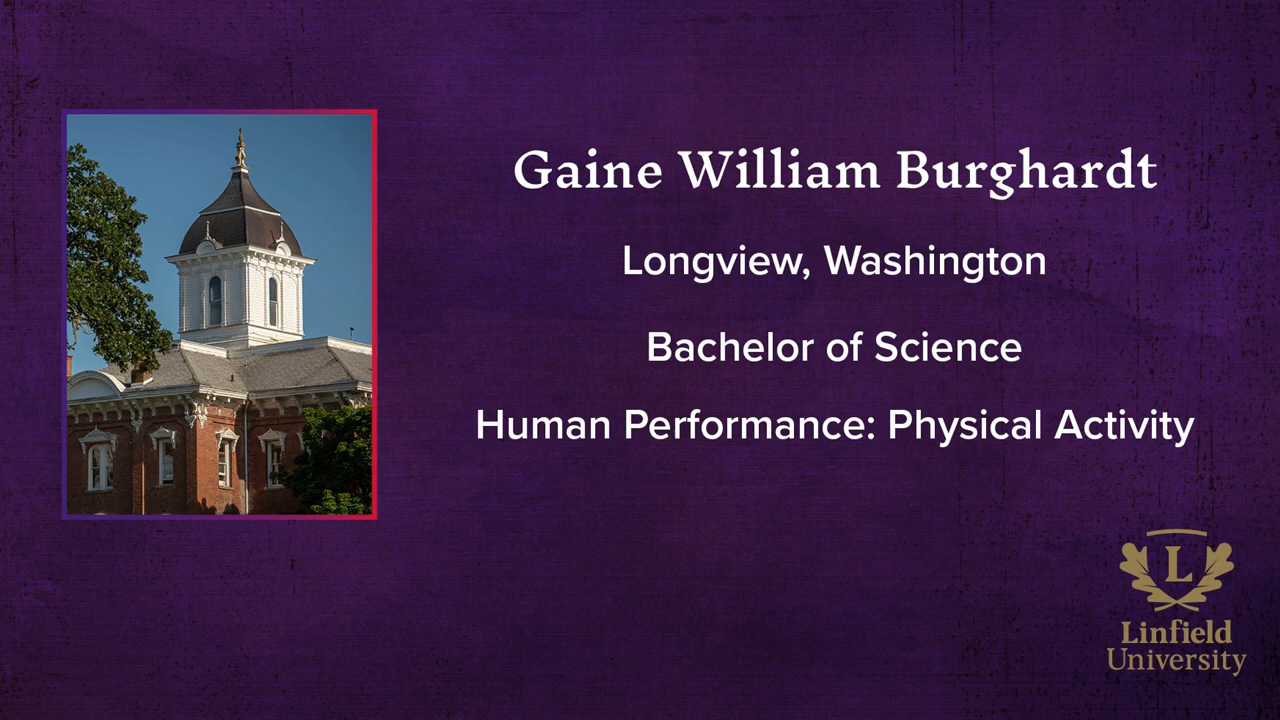 Gaine William Burghardt
Longview, Washington
Bachelor of Science
Human Performance: Physical Activity
L
Linfield
University